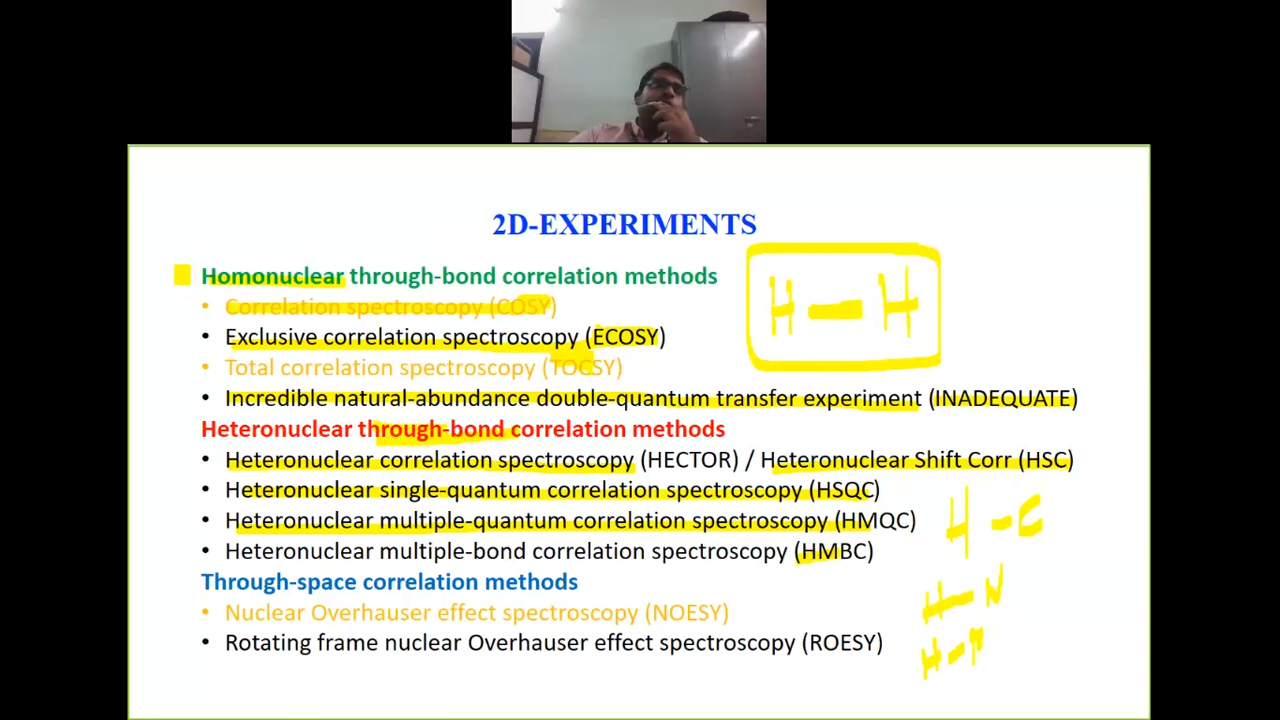 2D-EXPERIMENTS
Homonuclear through-bond correlation methods
• Correlation spectroscopy (COSY)
• Exclusive correlation spectroscopy (ECOSY)
• Total correlation spectroscopy (TOCSY)
• Incredible natural-abundance double-quantum transfer experiment (INADEQUATE)
H – H
Heteronuclear through-bond correlation methods
• Heteronuclear correlation spectroscopy (HECTOR) / Heteronuclear Shift Corr (HSC)
• Heteronuclear single-quantum correlation spectroscopy (HSQC)
• Heteronuclear multiple-quantum correlation spectroscopy (HMQC)
• Heteronuclear multiple-bond correlation spectroscopy (HMBC)
H – C
Through-space correlation methods
H – N
• Nuclear Overhauser effect spectroscopy (NOESY)
• Rotating frame nuclear Overhauser effect spectroscopy (ROESY)
H – P